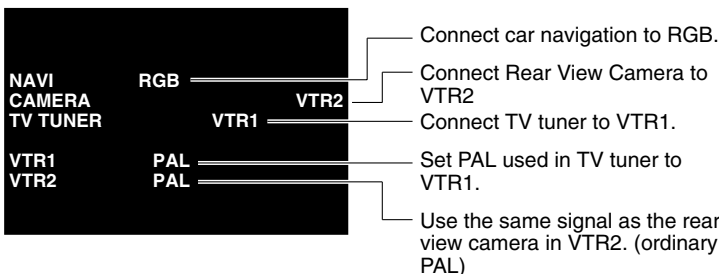 NAVI RGB
CAMERA VTR2
TV TUNER VTR1
VTR1 PAL
VTR2 PAL
Connect car navigation to RGB.
Connect Rear View Camera to
VTR2
Connect TV tuner to VTR1.
Set PAL used in TV tuner to
VTR1.
Use the same signal as the rear
view camera in VTR2. (ordinary
PAL)